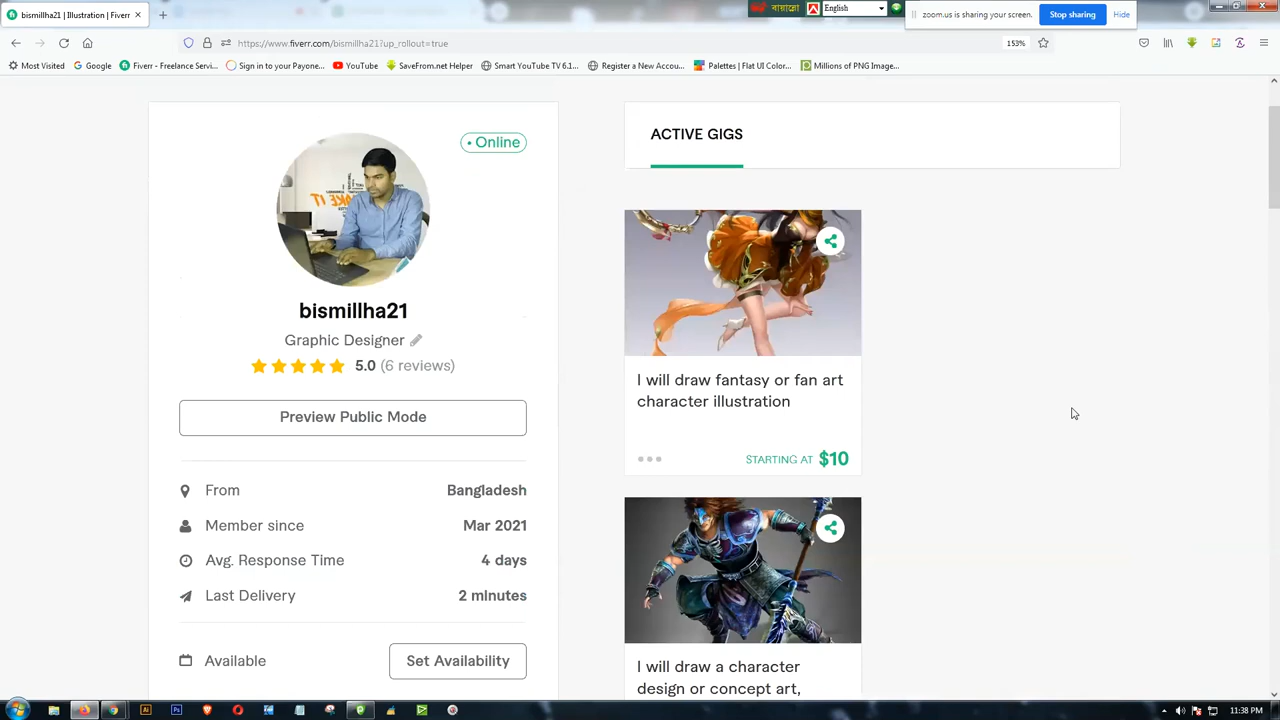 bismillha21 | Illustration | Fiverr
বায়ান্নো
English
zoom.us is sharing your screen.
Stop sharing
Hide
https://www.fiverr.com/bismillha21?up_rollout=true
153%
Most Visited
Google
Fiverr - Freelance Servi...
Sign in to your Payone...
YouTube
SaveFrom.net Helper
Smart YouTube TV 6.1...
Register a New Accou...
Palettes | Flat UI Color...
Millions of PNG Image...
• Online
bismillha21
Graphic Designer
5.0 (6 reviews)
Preview Public Mode
From Bangladesh
Member since Mar 2021
Avg. Response Time 4 days
Last Delivery 2 minutes
Available
Set Availability
ACTIVE GIGS
I will draw fantasy or fan art
character illustration
STARTING AT $10
I will draw a character
design or concept art,
11:38 PM